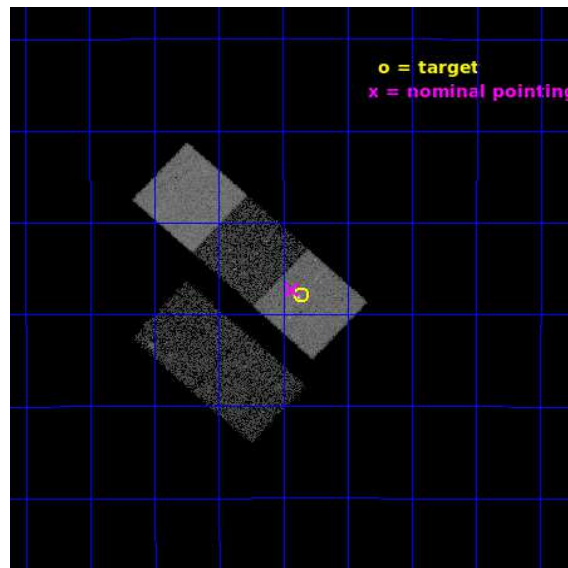 o = target
x = nominal pointing